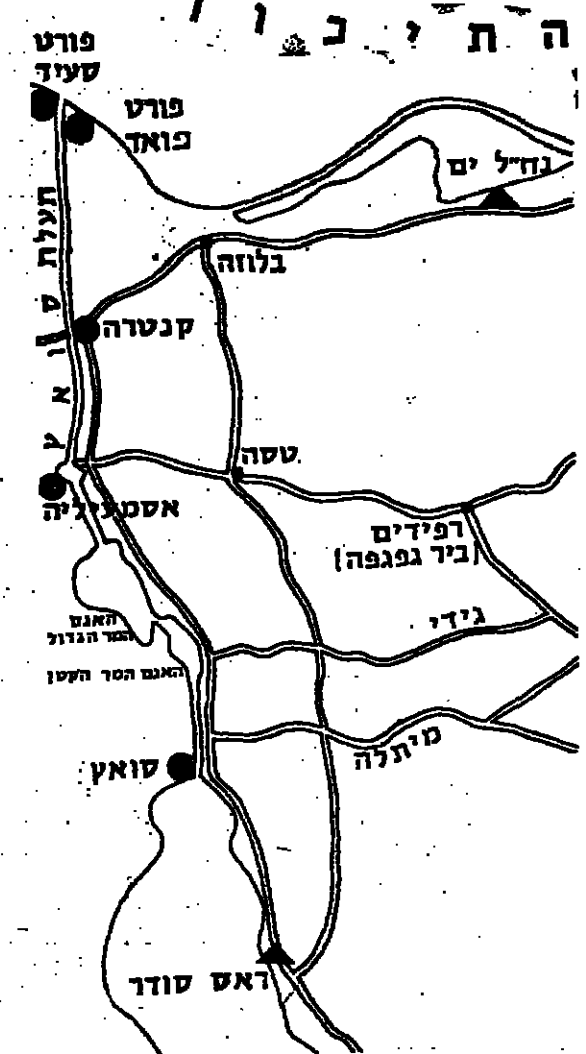 התיכון
פורט
סעיד
פורט
פואד
נח״ל ים
תעלת סואץ
בלוזה
קנטרה
טסה
אסמעיליה
רפידים
(ביר גפגפה)
גידי
האגם
המר הגדול
האגם המר הקטן
מיתלה
סואץ
ראס סודר